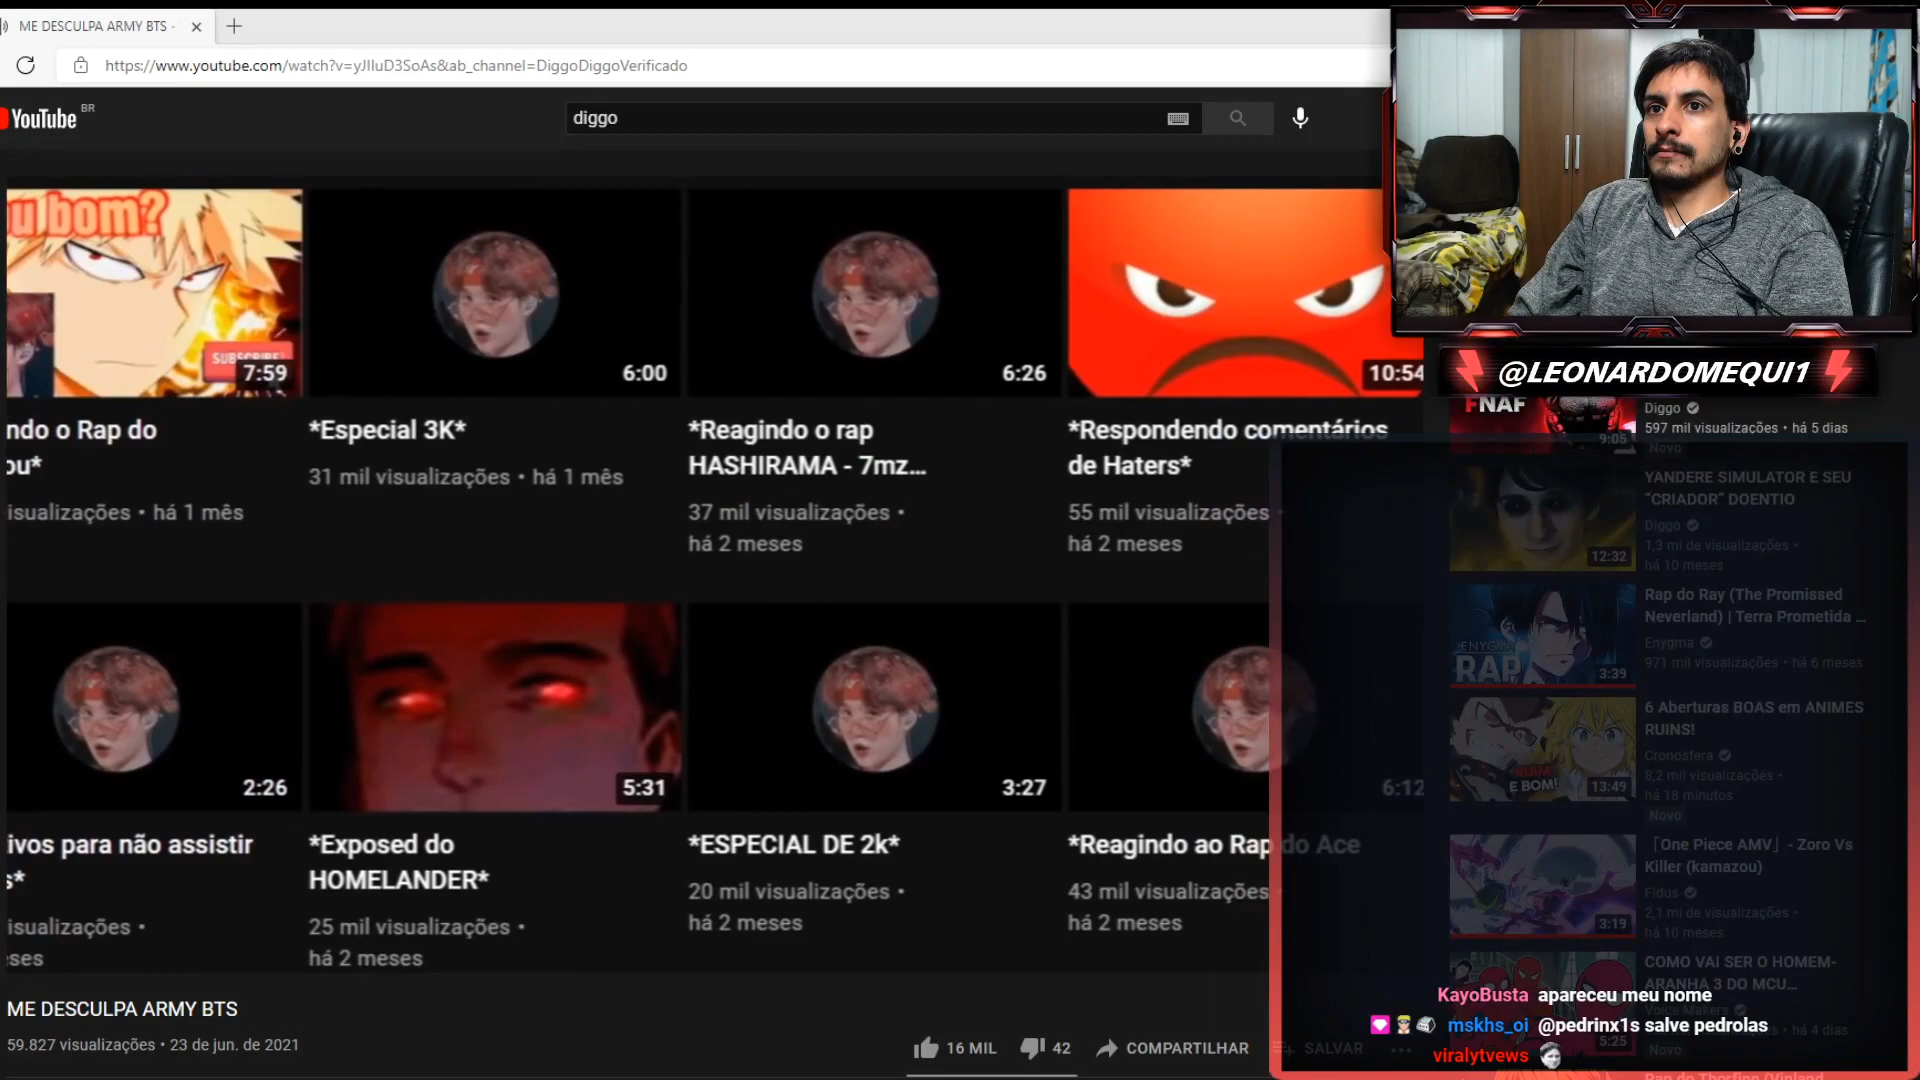 ME DESCULPA ARMY BTS -
https://www.youtube.com/watch?v=yJIluD3SoAs&ab_channel=DiggoDiggoVerificado
YouTube BR
diggo
u bom?
SUBSCRIBE!
7:59
6:00
6:26
10:54
ndo o Rap do
ou*
isualizações • há 1 mês
*Especial 3K*
31 mil visualizações • há 1 mês
*Reagindo o rap
HASHIRAMA - 7mz...
37 mil visualizações •
há 2 meses
*Respondendo comentários
de Haters*
55 mil visualizações •
há 2 meses
2:26
5:31
3:27
6:12
ivos para não assistir
s*
isualizações •
ses
*Exposed do
HOMELANDER*
25 mil visualizações •
há 2 meses
*ESPECIAL DE 2k*
20 mil visualizações •
há 2 meses
*Reagindo ao Rap do Ace
43 mil visualizações
há 2 meses
ME DESCULPA ARMY BTS
59.827 visualizações • 23 de jun. de 2021
16 MIL
42
COMPARTILHAR
SALVAR
@LEONARDOMEQUI1
FNAF
9:05
Diggo
597 mil visualizações • há 5 dias
Novo
12:32
YANDERE SIMULATOR E SEU
“CRIADOR” DOENTIO
Diggo
1,3 mi de visualizações •
há 10 meses
ENYGMA
RAP
3:39
Rap do Ray (The Promissed
Neverland) | Terra Prometida ...
Enygma
971 mil visualizações • há 6 meses
RUIM
E BOM!
13:49
6 Aberturas BOAS em ANIMES
RUINS!
Cronosfera
8,2 mil visualizações •
há 18 minutos
Novo
3:19
「One Piece AMV」 - Zoro Vs
Killer (kamazou)
Fidus
2,1 mi de visualizações •
há 10 meses
COMO VAI SER O HOMEM-
ARANHA 3 DO MCU...
Voice Makers
há 4 dias
5:25
Novo
KayoBusta apareceu meu nome
mskhs_oi @pedrinx1s salve pedrolas
viralytvews
Rap do Thorfinn (Vinland